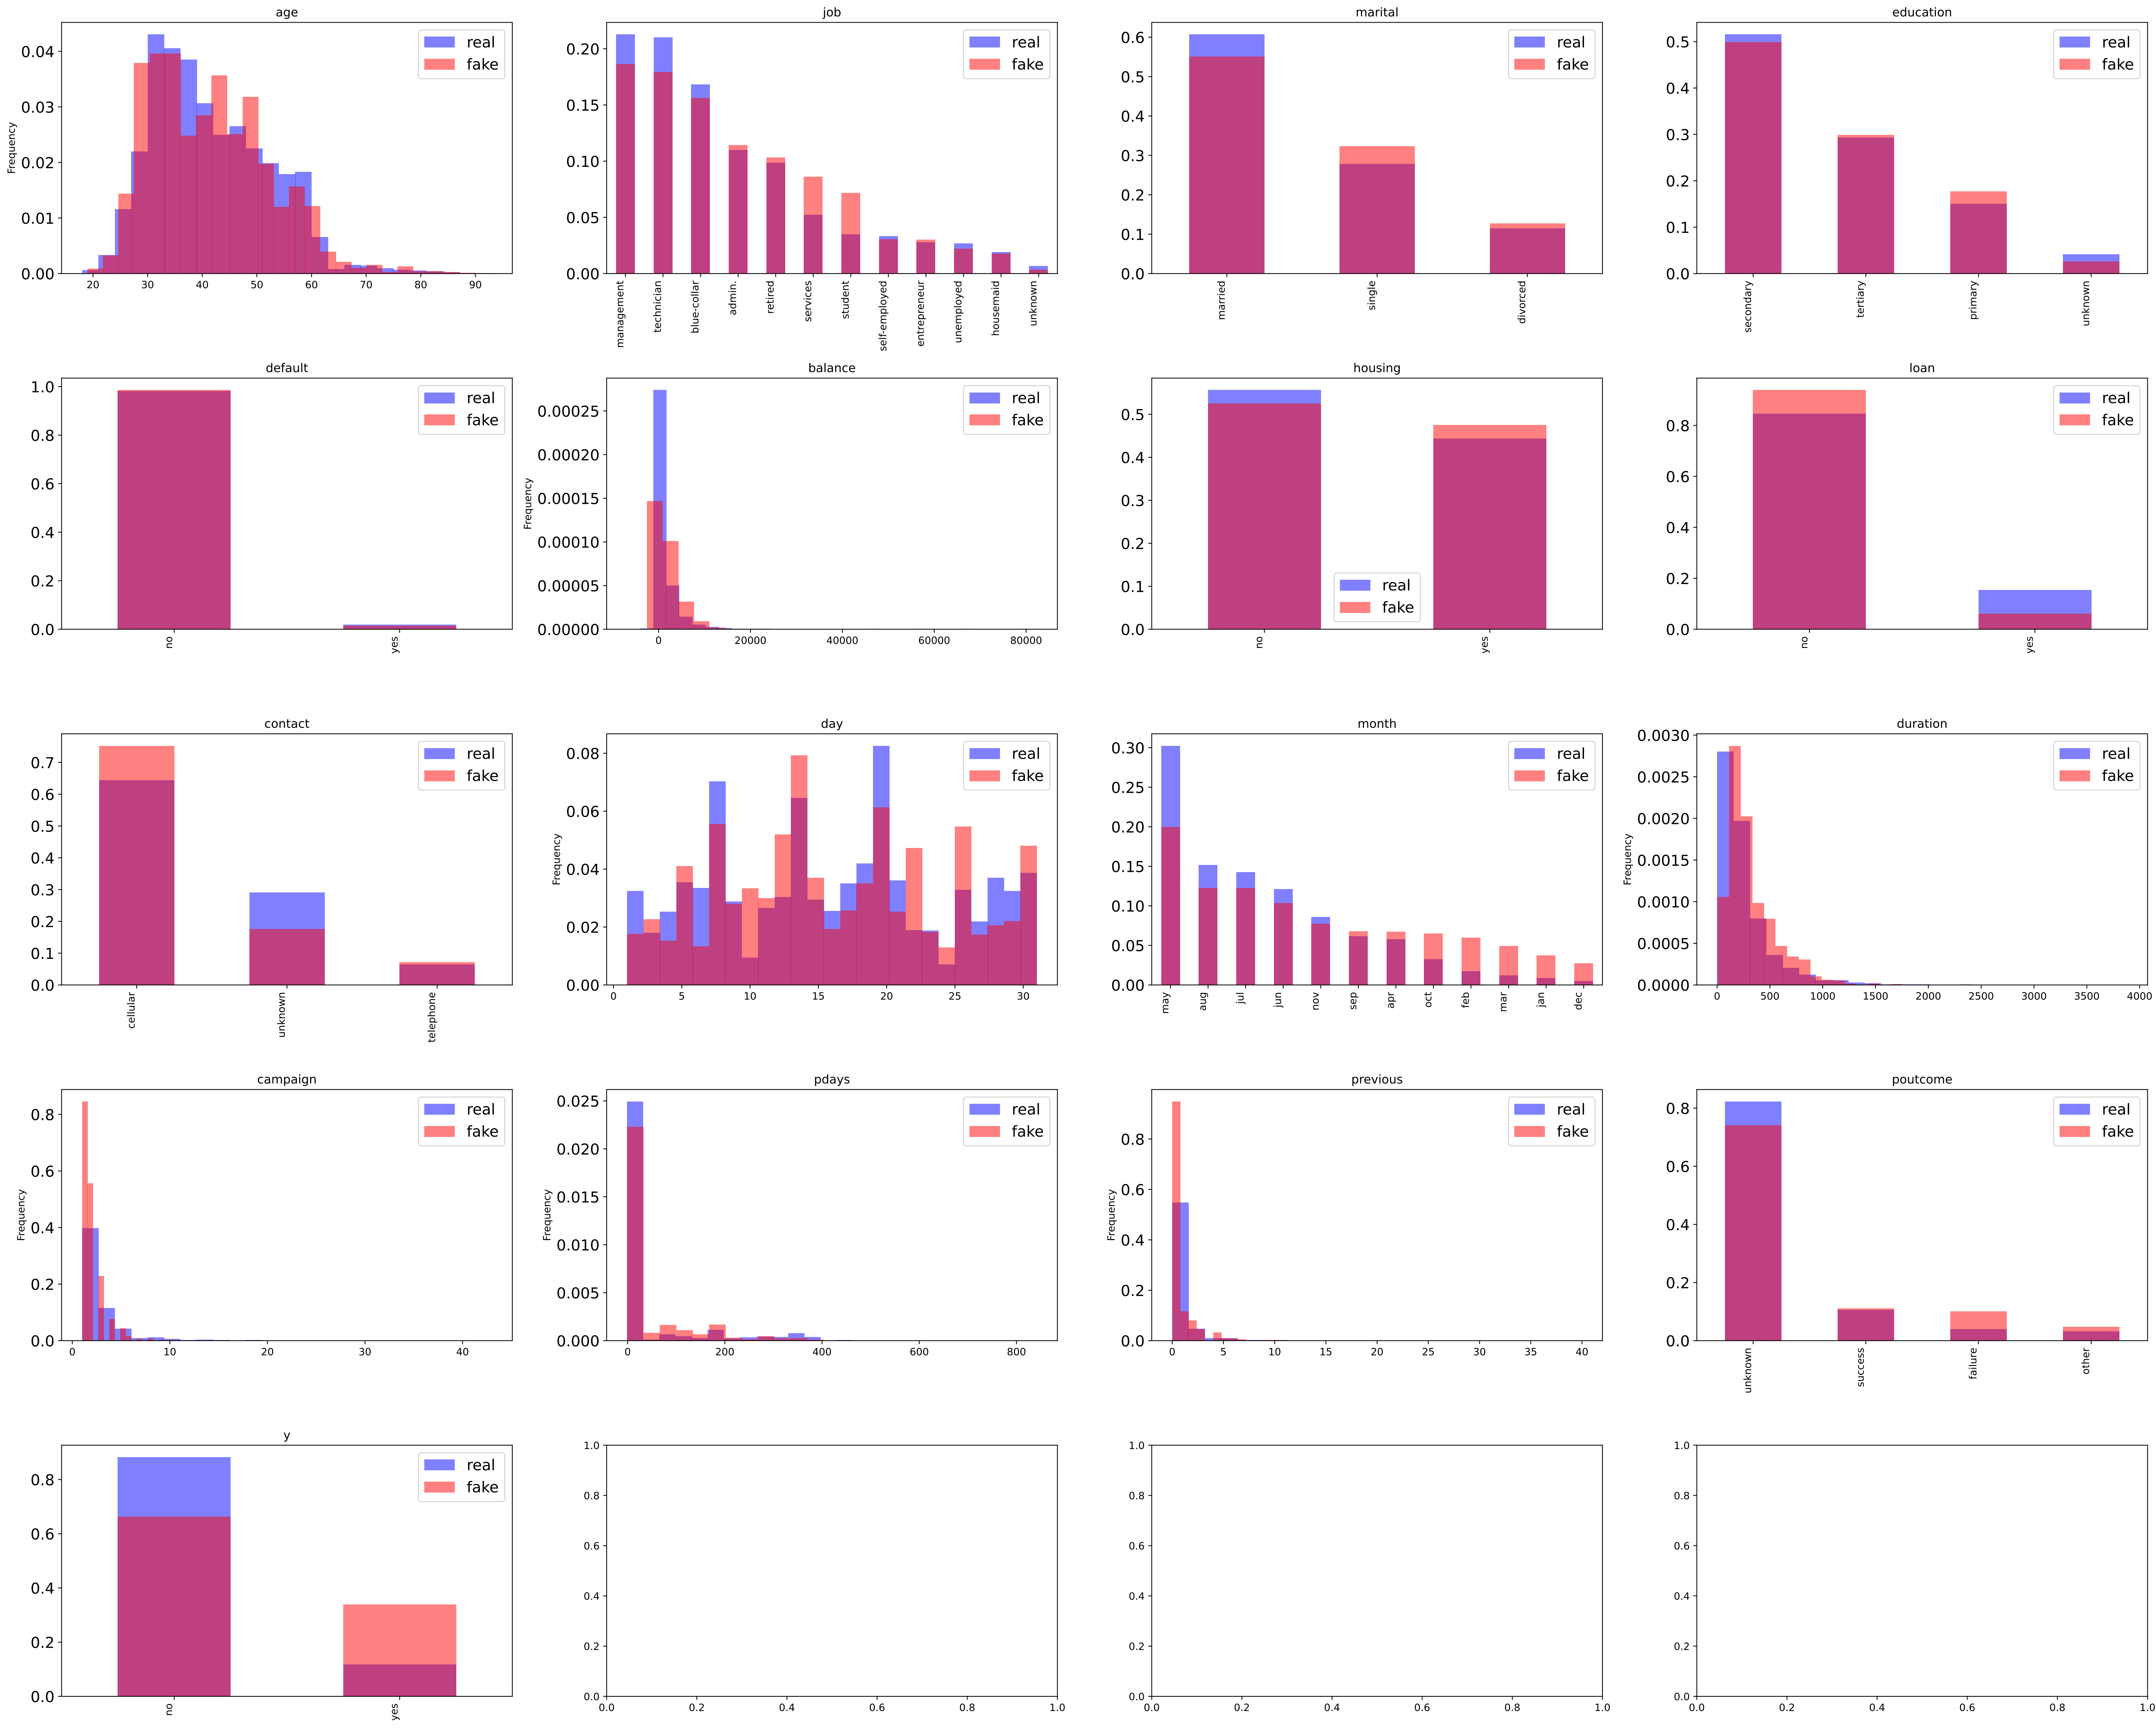 age
Frequency
0.04
0.03
0.02
0.01
0.00
20 30 40 50 60 70 80 90
real
fake
job
0.20
0.15
0.10
0.05
0.00
management
technician
blue-collar
admin.
retired
services
student
self-employed
entrepreneur
unemployed
housemaid
unknown
real
fake
marital
0.6
0.5
0.4
0.3
0.2
0.1
0.0
married
single
divorced
real
fake
education
0.5
0.4
0.3
0.2
0.1
0.0
secondary
tertiary
primary
unknown
real
fake
default
1.0
0.8
0.6
0.4
0.2
0.0
no
yes
real
fake
balance
Frequency
0.00025
0.00020
0.00015
0.00010
0.00005
0.00000
0 20000 40000 60000 80000
real
fake
housing
0.5
0.4
0.3
0.2
0.1
0.0
no
yes
real
fake
loan
0.8
0.6
0.4
0.2
0.0
no
yes
real
fake
contact
0.7
0.6
0.5
0.4
0.3
0.2
0.1
0.0
cellular
unknown
telephone
real
fake
day
Frequency
0.08
0.06
0.04
0.02
0.00
0 5 10 15 20 25 30
real
fake
month
0.30
0.25
0.20
0.15
0.10
0.05
0.00
may
aug
jul
jun
nov
sep
apr
oct
feb
mar
jan
dec
real
fake
duration
Frequency
0.0030
0.0025
0.0020
0.0015
0.0010
0.0005
0.0000
0 500 1000 1500 2000 2500 3000 3500 4000
real
fake
campaign
Frequency
0.8
0.6
0.4
0.2
0.0
0 10 20 30 40
real
fake
pdays
Frequency
0.025
0.020
0.015
0.010
0.005
0.000
0 200 400 600 800
real
fake
previous
Frequency
0.8
0.6
0.4
0.2
0.0
0 5 10 15 20 25 30 35 40
real
fake
poutcome
0.8
0.6
0.4
0.2
0.0
unknown
success
failure
other
real
fake
y
0.8
0.6
0.4
0.2
0.0
no
yes
real
fake
1.0
0.8
0.6
0.4
0.2
0.0
0.0 0.2 0.4 0.6 0.8 1.0
1.0
0.8
0.6
0.4
0.2
0.0
0.0 0.2 0.4 0.6 0.8 1.0
1.0
0.8
0.6
0.4
0.2
0.0
0.0 0.2 0.4 0.6 0.8 1.0